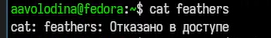 aavolodina@fedora:~$ cat feathers
cat: feathers: Отказано в доступе